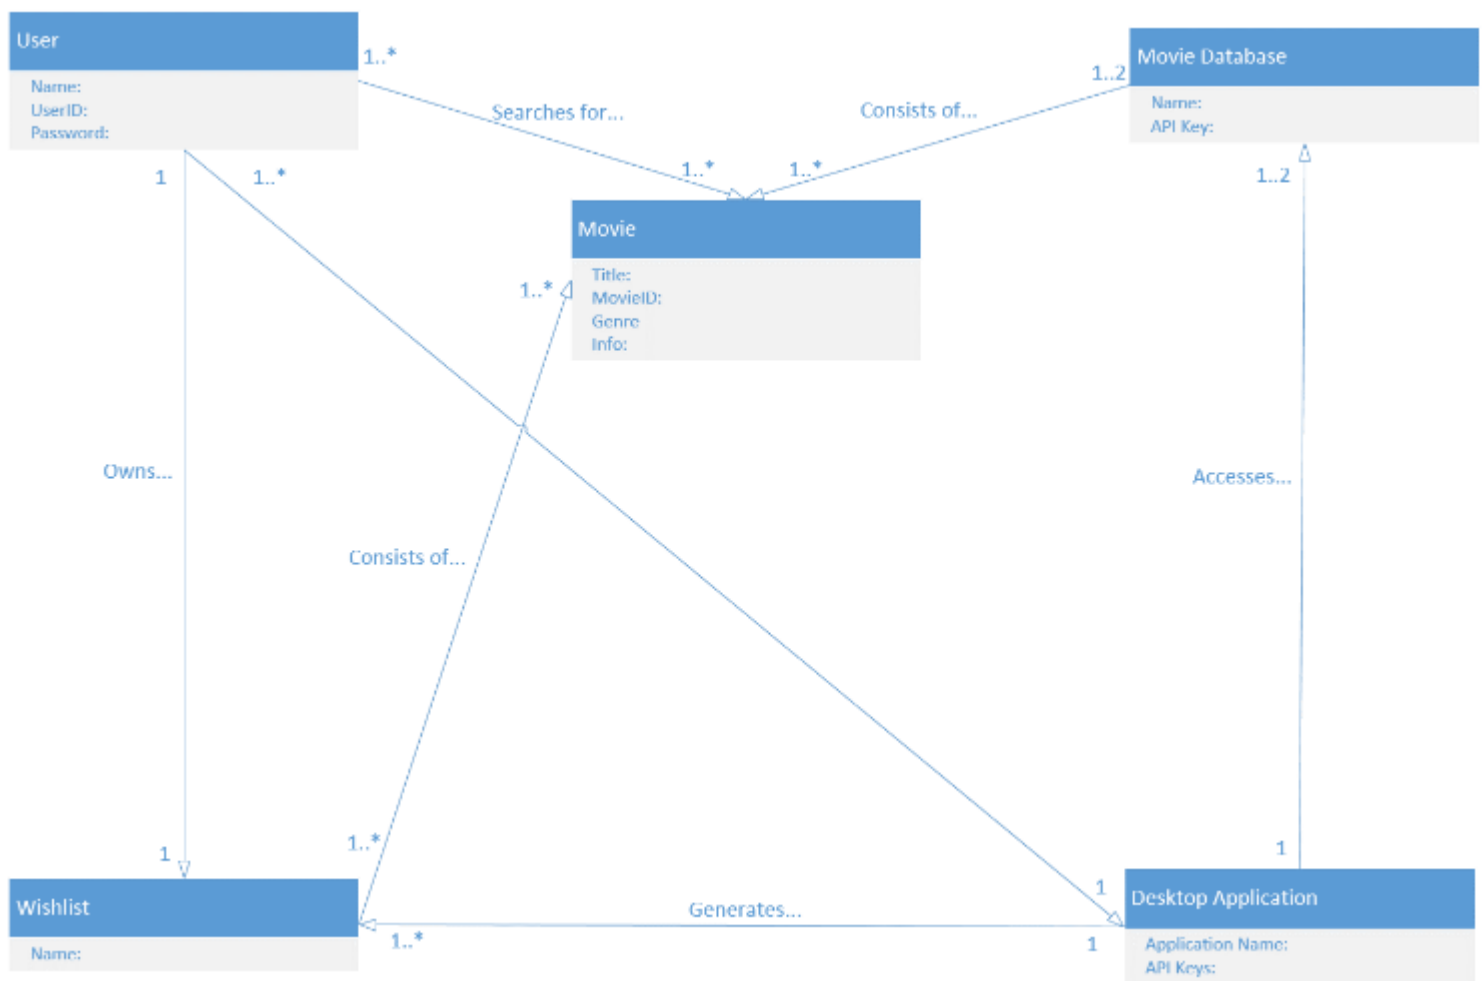 User
Name:
UserID:
Password:
1..*
Searches for...
1..*
Movie Database
Name:
API Key:
1..2
Consists of...
1..*
1
1..*
1..2
Movie
Title:
MovieID:
Genre
Info:
1..*
Owns...
Accesses...
Consists of...
1..*
1
1
1
Wishlist
Name:
Generates...
1..*
1
Desktop Application
Application Name:
API Keys: